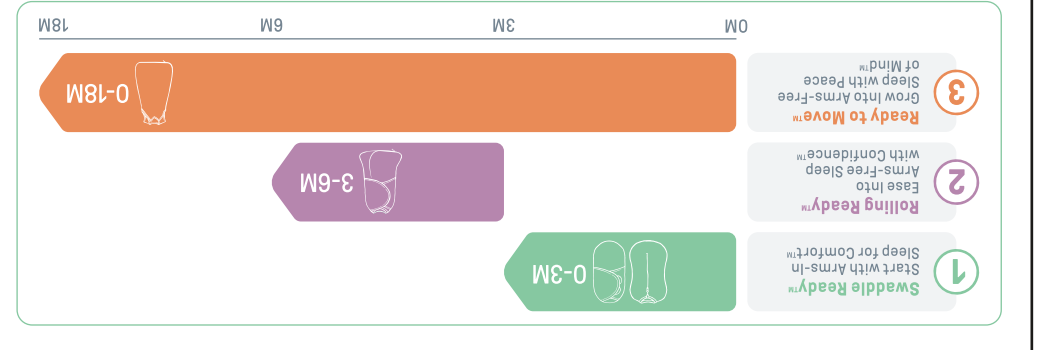 1
Swaddle Ready™
Start with Arms-In
Sleep for Comfort™
0-3M
2
Rolling Ready™
Ease Into
Arms-Free Sleep
with Confidence™
3-6M
3
Ready to Move™
Grow Into Arms-Free
Sleep with Peace
of Mind™
0-18M
0M 3M 6M 18M